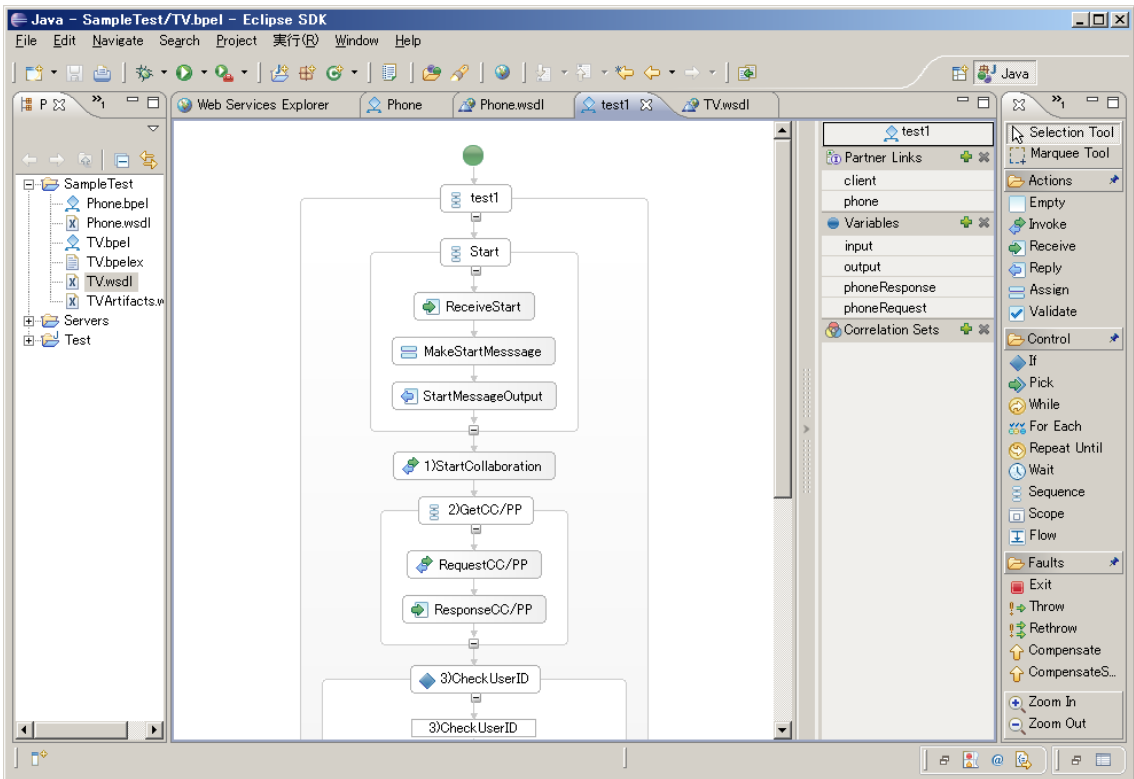 Java - SampleTest/TV.bpel - Eclipse SDK
File Edit Navigate Search Project 実行(R) Window Help
Java
P
Web Services Explorer
Phone
Phone.wsdl
test1
TV.wsdl
SampleTest
Phone.bpel
Phone.wsdl
TV.bpel
TV.bpelex
TV.wsdl
TVArtifacts.w
Servers
Test
test1
Start
ReceiveStart
MakeStartMesssage
StartMessageOutput
1)StartCollaboration
2)GetCC/PP
RequestCC/PP
ResponseCC/PP
3)CheckUserID
3)CheckUserID
test1
Partner Links
client
phone
Variables
input
output
phoneResponse
phoneRequest
Correlation Sets
Selection Tool
Marquee Tool
Actions
Empty
Invoke
Receive
Reply
Assign
Validate
Control
If
Pick
While
For Each
Repeat Until
Wait
Sequence
Scope
Flow
Faults
Exit
Throw
Rethrow
Compensate
CompensateS...
Zoom In
Zoom Out